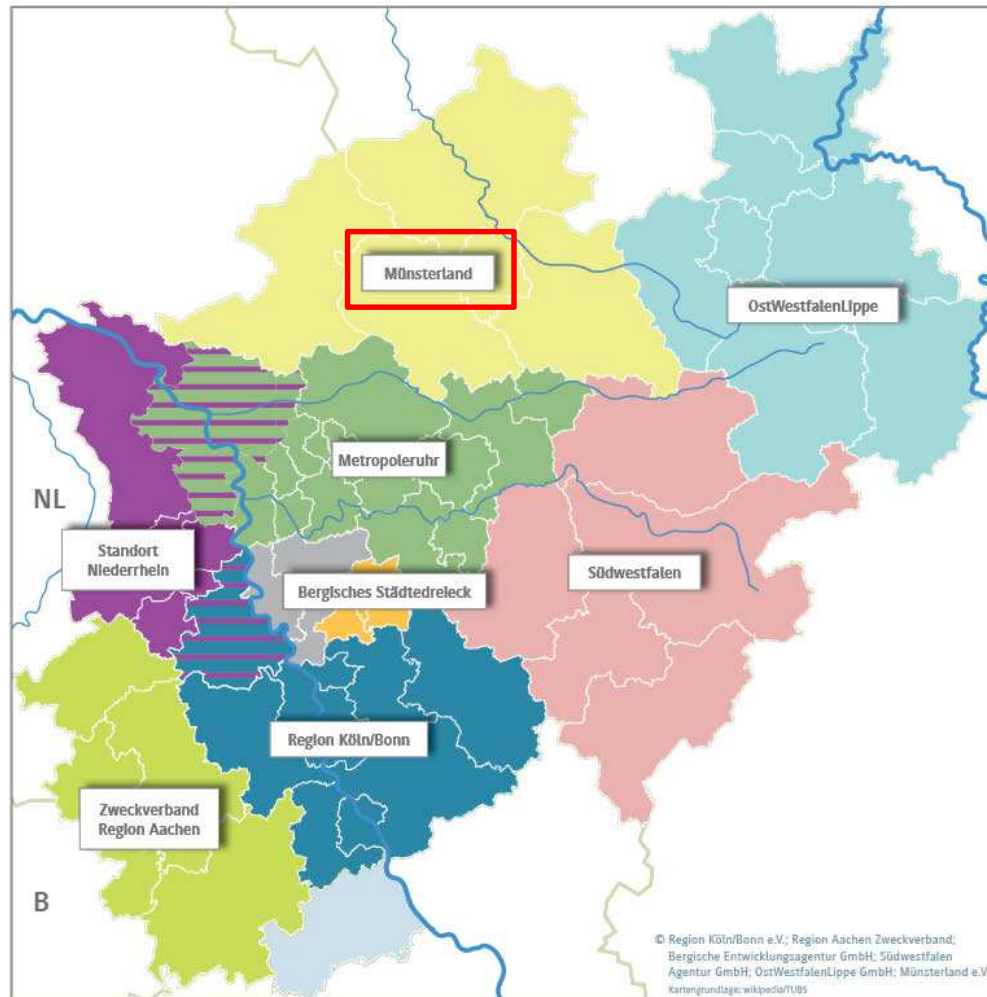 Münsterland
OstWestfalenLippe
Metropoleruhr
NL
Standort
Niederrhein
Südwestfalen
Bergisches Städtedreieck
Region Köln/Bonn
Zweckverband
Region Aachen
B
© Region Köln/Bonn e.V.; Region Aachen Zweckverband;
Bergische Entwicklungsagentur GmbH; Südwestfalen
Agentur GmbH; OstWestfalenLippe GmbH; Münsterland e.V
Kartengrundlage: wikipedia/TUBS